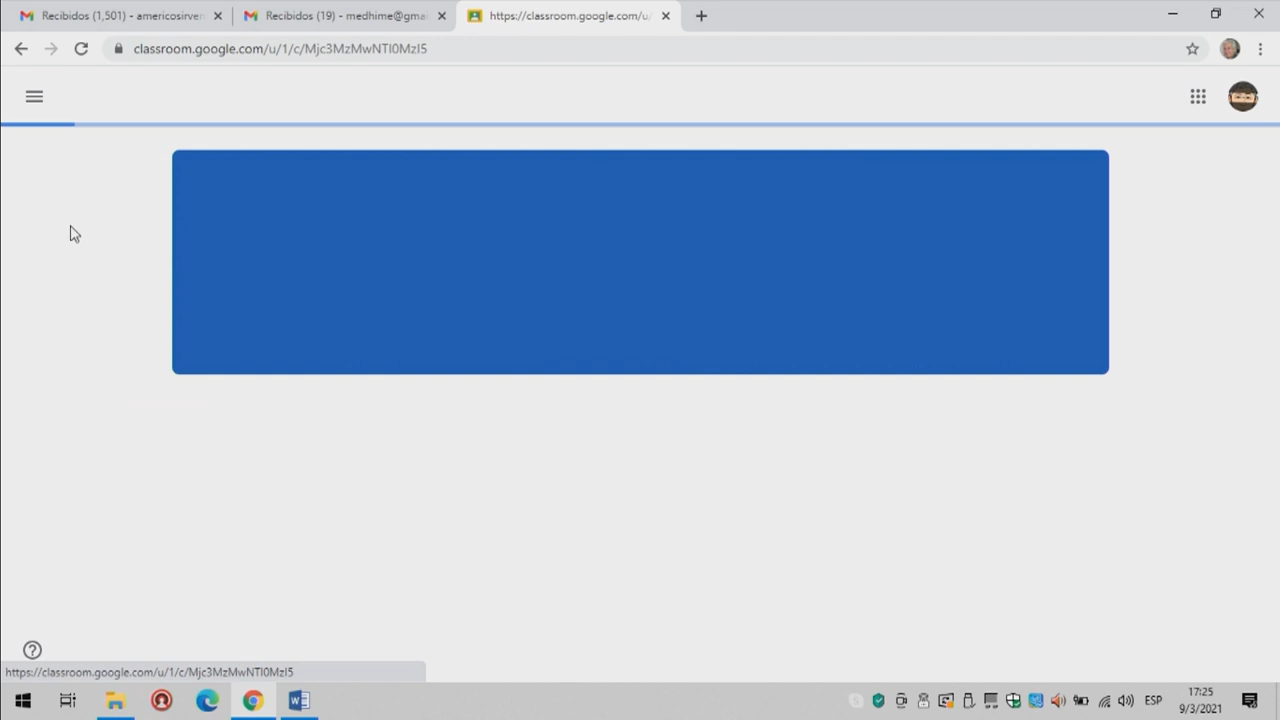 Recibidos (1,501) - americosirven
Recibidos (19) - medhime@gmai
https://classroom.google.com/u/
classroom.google.com/u/1/c/Mjc3MzMwNTI0MzI5
https://classroom.google.com/u/1/c/Mjc3MzMwNTI0MzI5
ESP
17:25
9/3/2021